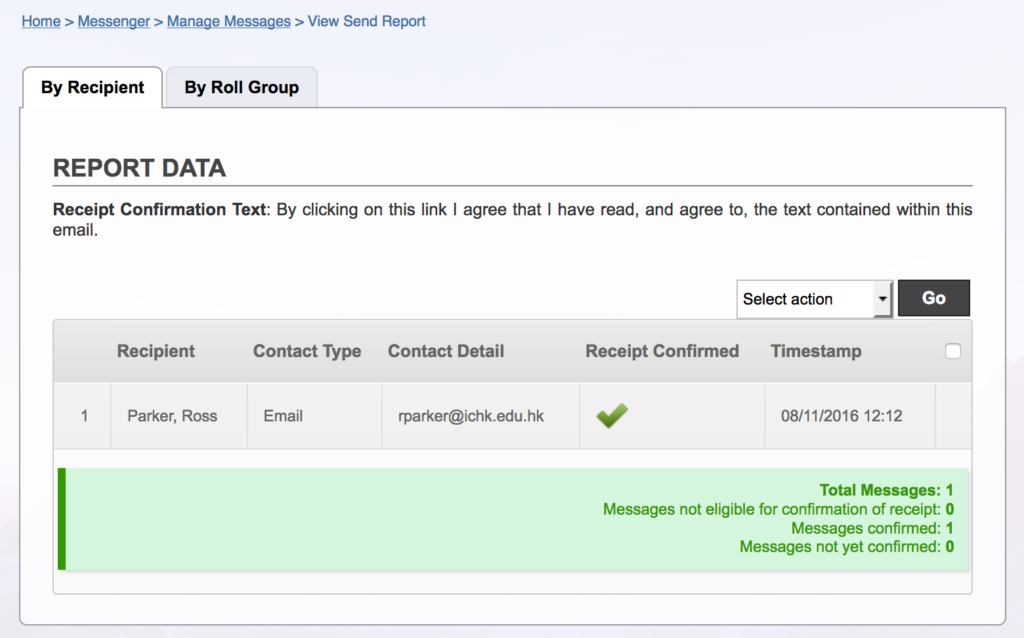 Home > Messenger > Manage Messages > View Send Report
By Recipient By Roll Group
REPORT DATA
Receipt Confirmation Text: By clicking on this link I agree that I have read, and agree to, the text contained within this
email.
Select action Go
Recipient Contact Type Contact Detail Receipt Confirmed Timestamp
1 Parker, Ross Email rparker@ichk.edu.hk 08/11/2016 12:12
Total Messages: 1
Messages not eligible for confirmation of receipt: 0
Messages confirmed: 1
Messages not yet confirmed: 0